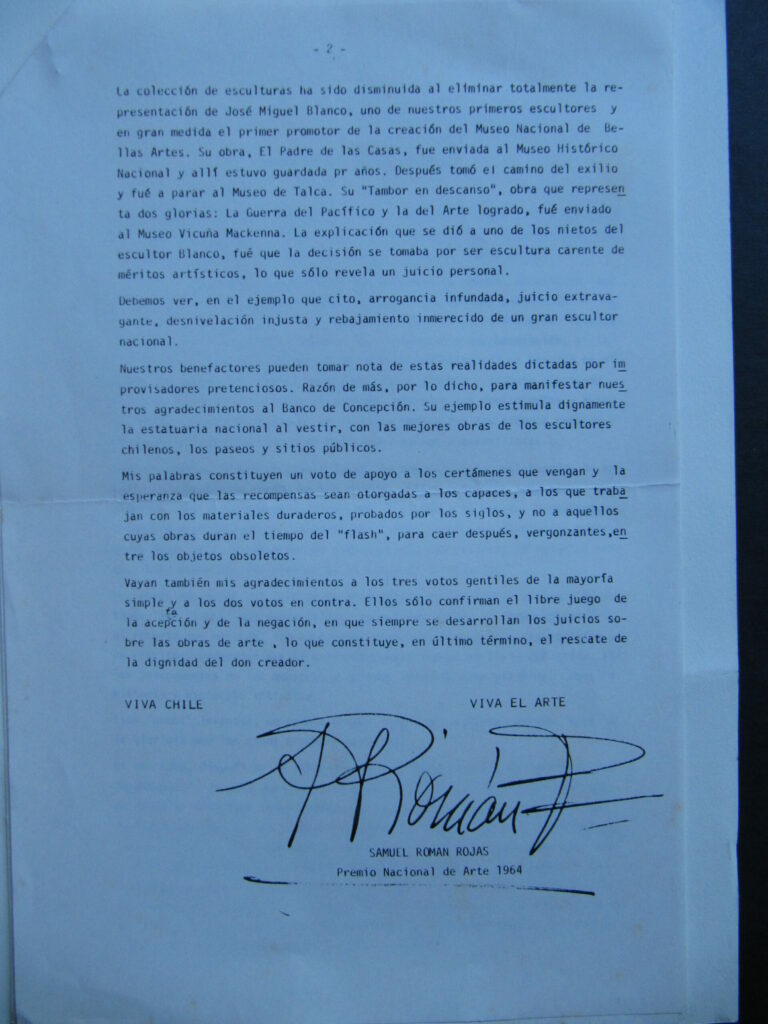 - 2 -
La colección de esculturas ha sido disminuida al eliminar totalmente la re-
presentación de José Miguel Blanco, uno de nuestros primeros escultores y
en gran medida el primer promotor de la creación del Museo Nacional de Be-
llas Artes. Su obra, El Padre de las Casas, fue enviada al Museo Histórico
Nacional y allí estuvo guardada pr años. Después tomó el camino del exilio
y fué a parar al Museo de Talca. Su "Tambor en descanso", obra que represen
ta dos glorias: La Guerra del Pacífico y la del Arte logrado, fué enviado
al Museo Vicuña Mackenna. La explicación que se dió a uno de los nietos del
escultor Blanco, fué que la decisión se tomaba por ser escultura carente de
méritos artísticos, lo que sólo revela un juicio personal.
Debemos ver, en el ejemplo que cito, arrogancia infundada, juicio extrava-
gante, desnivelación injusta y rebajamiento inmerecido de un gran escultor
nacional.
Nuestros benefactores pueden tomar nota de estas realidades dictadas por im
provisadores pretenciosos. Razón de más, por lo dicho, para manifestar nues
tros agradecimientos al Banco de Concepción. Su ejemplo estimula dignamente
la estatuaria nacional al vestir, con las mejores obras de los escultores
chilenos, los paseos y sitios públicos.
Mis palabras constituyen un voto de apoyo a los certámenes que vengan y la
esperanza que las recompensas sean otorgadas a los capaces, a los que traba
jan con los materiales duraderos, probados por los siglos, y no a aquellos
cuyas obras duran el tiempo del "flash", para caer después, vergonzantes,en
tre los objetos obsoletos.
Vayan también mis agradecimientos a los tres votos gentiles de la mayoría
simple y a los dos votos en contra. Ellos sólo confirman el libre juego de
ta
la acepción y de la negación, en que siempre se desarrollan los juicios so-
bre las obras de arte , lo que constituye, en último término, el rescate de
la dignidad del don creador.
VIVA CHILE VIVA EL ARTE
S Román R
SAMUEL ROMAN ROJAS
Premio Nacional de Arte 1964